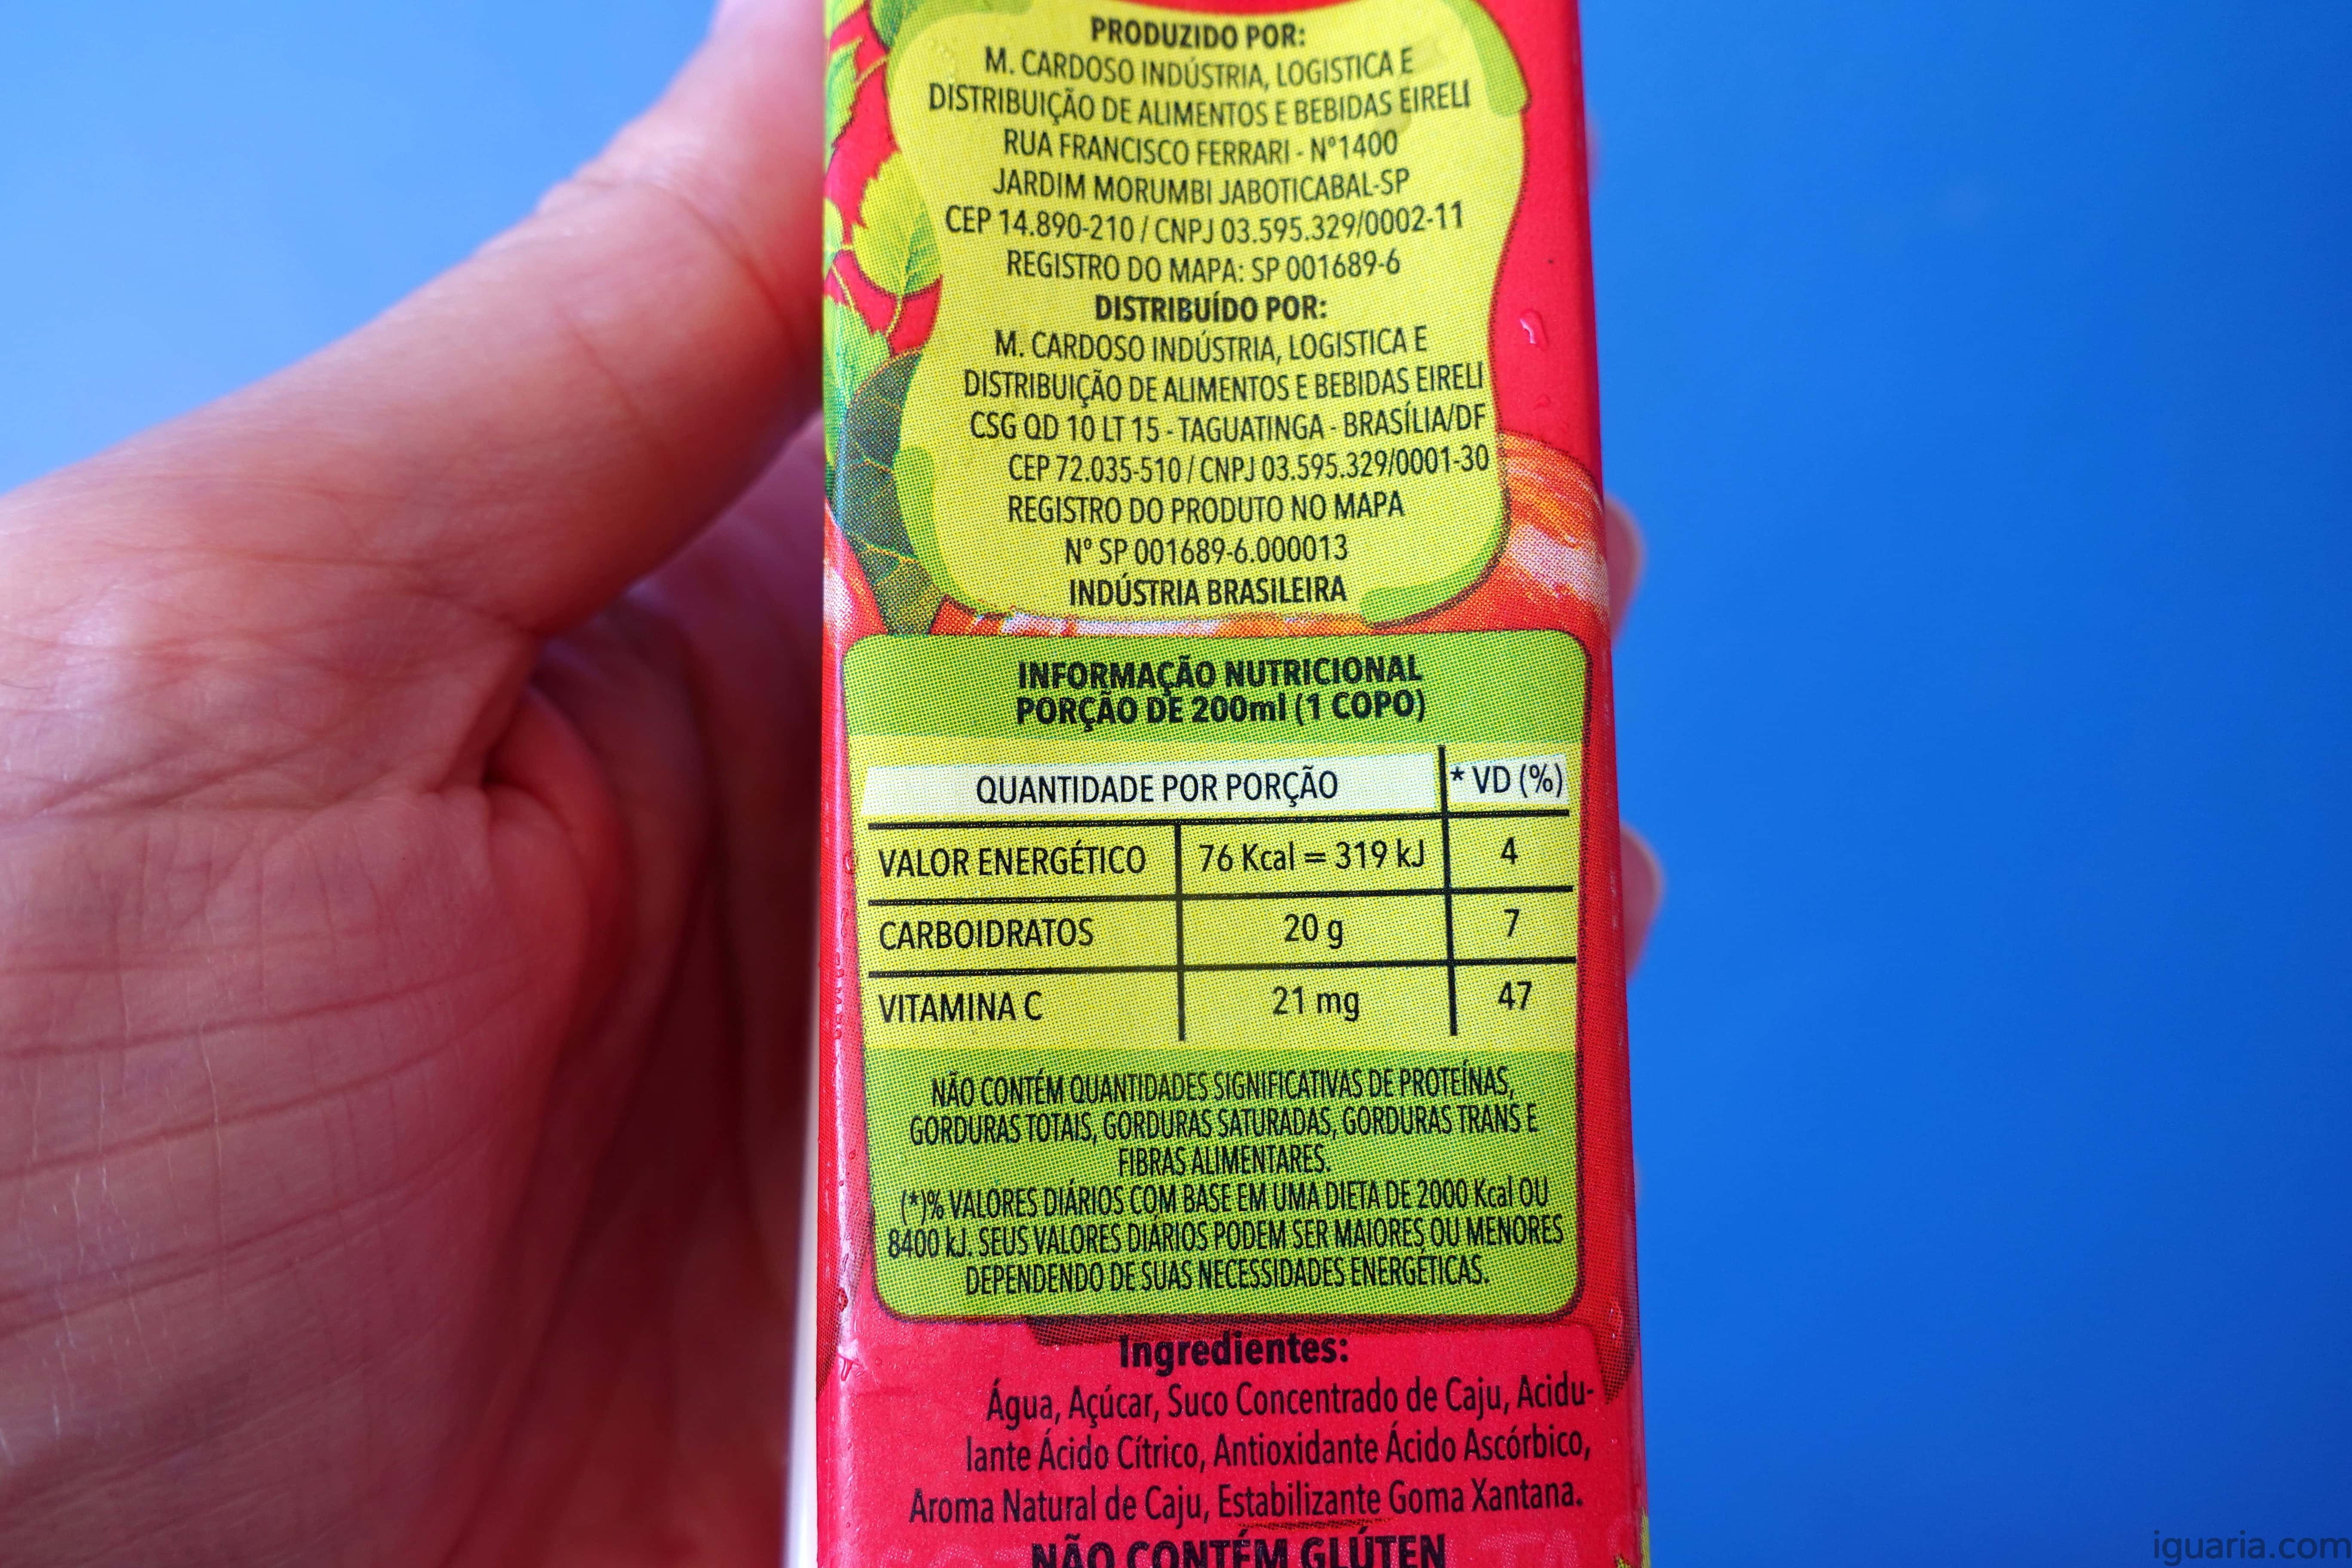 PRODUZIDO POR:
M. CARDOSO INDÚSTRIA, LOGISTICA E
DISTRIBUIÇÃO DE ALIMENTOS E BEBIDAS EIRELI
RUA FRANCISCO FERRARI - Nº1400
JARDIM MORUMBI JABOTICABAL-SP
CEP 14.890-210 / CNPJ 03.595.329/0002-11
REGISTRO DO MAPA: SP 001689-6
DISTRIBUÍDO POR:
M. CARDOSO INDÚSTRIA, LOGISTICA E
DISTRIBUIÇÃO DE ALIMENTOS E BEBIDAS EIRELI
CSG QD 10 LT 15 - TAGUATINGA - BRASÍLIA/DF
CEP 72.035-510 / CNPJ 03.595.329/0001-30
REGISTRO DO PRODUTO NO MAPA
Nº SP 001689-6.000013
INDÚSTRIA BRASILEIRA
INFORMAÇÃO NUTRICIONAL
PORÇÃO DE 200ml (1 COPO)
QUANTIDADE POR PORÇÃO * VD (%)
VALOR ENERGÉTICO 76 Kcal = 319 kJ 4
CARBOIDRATOS 20 g 7
VITAMINA C 21 mg 47
NÃO CONTÉM QUANTIDADES SIGNIFICATIVAS DE PROTEÍNAS,
GORDURAS TOTAIS, GORDURAS SATURADAS, GORDURAS TRANS E
FIBRAS ALIMENTARES.
(*)% VALORES DIÁRIOS COM BASE EM UMA DIETA DE 2000 Kcal OU
8400 kJ. SEUS VALORES DIÁRIOS PODEM SER MAIORES OU MENORES
DEPENDENDO DE SUAS NECESSIDADES ENERGÉTICAS.
Ingredientes:
Água, Açúcar, Suco Concentrado de Caju, Acidu-
lante Ácido Cítrico, Antioxidante Ácido Ascórbico,
Aroma Natural de Caju, Estabilizante Goma Xantana.
NÃO CONTÉM GLÚTEN
iguaria.com